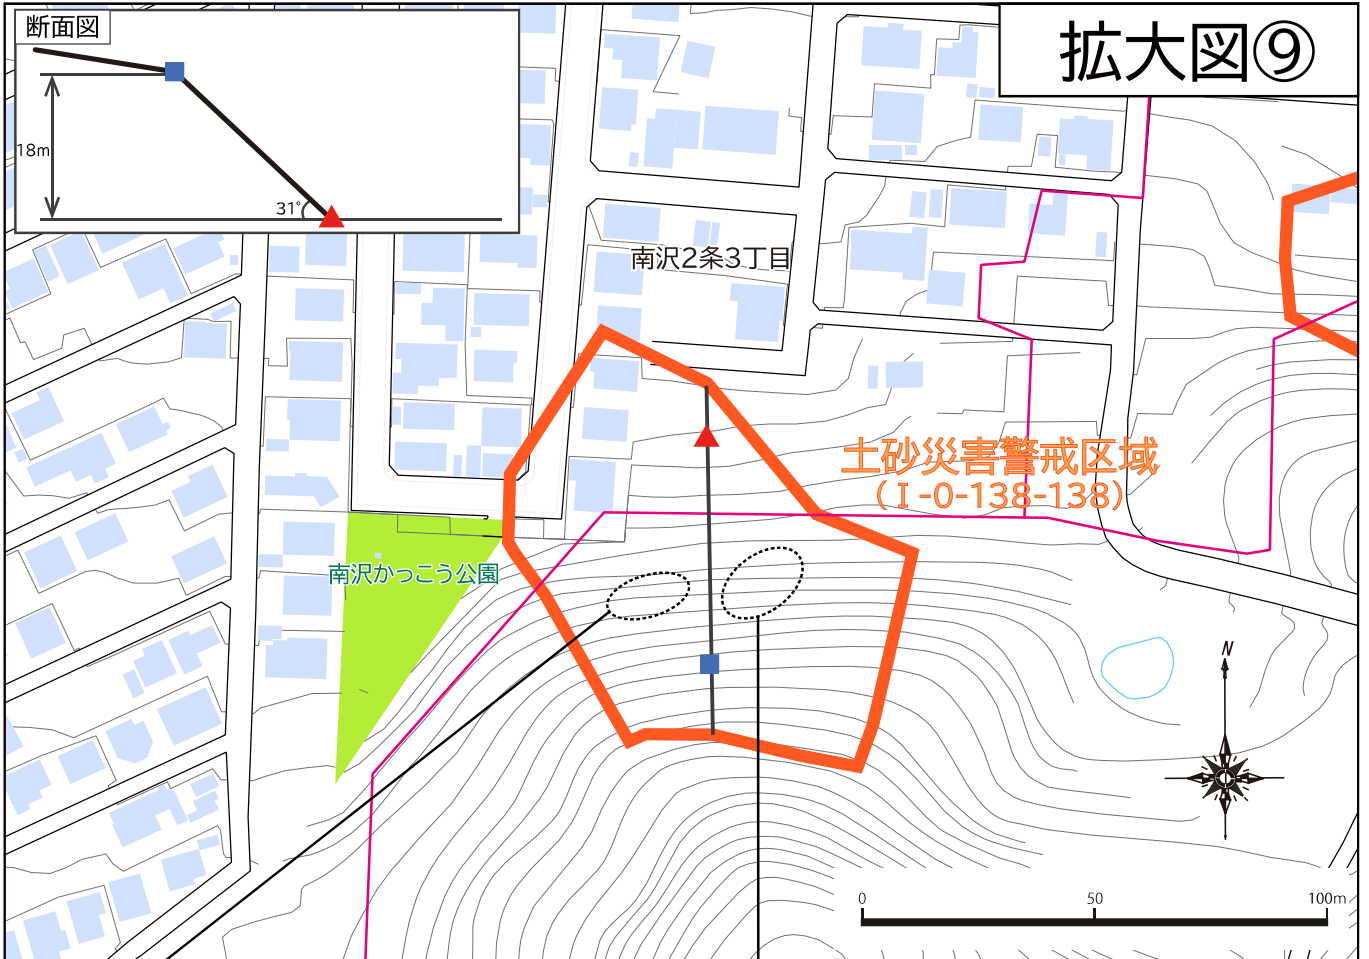 断面図
拡大図⑨
18m
31°
南沢2条3丁目
土砂災害警戒区域
(Ⅰ-0-138-138)
南沢かっこう公園
N
0 50 100m